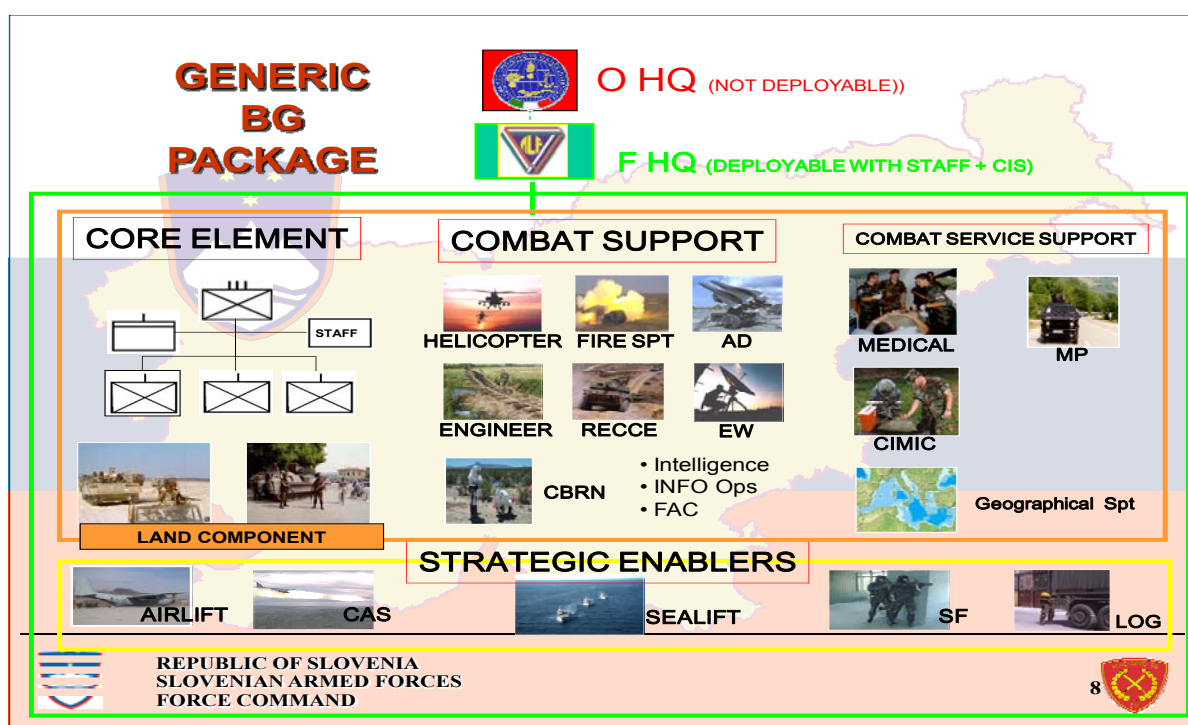 GENERIC
BG
PACKAGE
O HQ (NOT DEPLOYABLE))
F HQ (DEPLOYABLE WITH STAFF + CIS)
CORE ELEMENT
STAFF
LAND COMPONENT
COMBAT SUPPORT
HELICOPTER
FIRE SPT
AD
ENGINEER
RECCE
EW
CBRN
• Intelligence
• INFO Ops
• FAC
COMBAT SERVICE SUPPORT
MEDICAL
MP
CIMIC
Geographical Spt
STRATEGIC ENABLERS
AIRLIFT
CAS
SEALIFT
SF
LOG
REPUBLIC OF SLOVENIA
SLOVENIAN ARMED FORCES
FORCE COMMAND
8